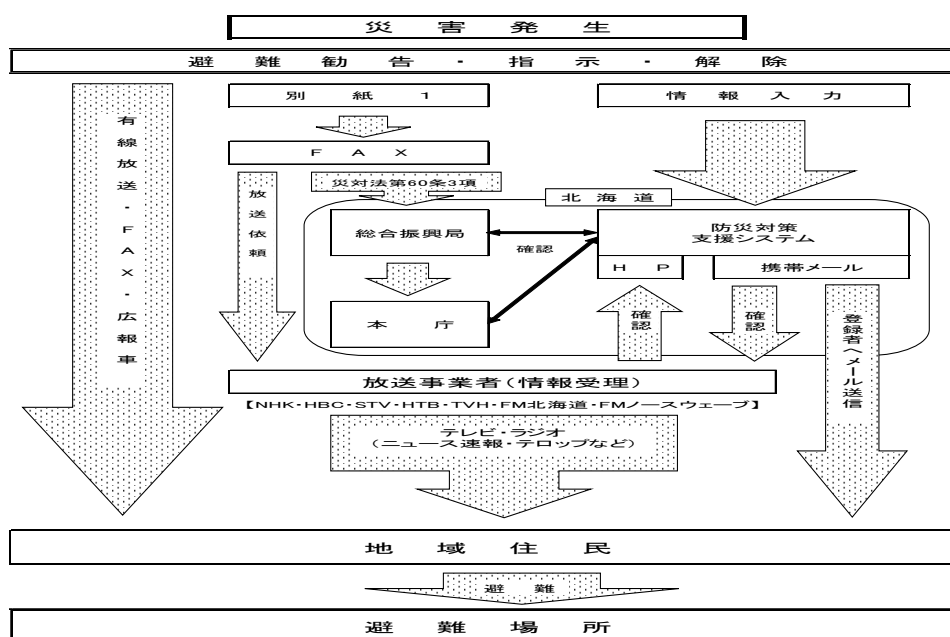 災害発生
避難勧告・指示・解除
別紙1
情報入力
有線放送・FAX・広報車
FAX
放送依頼
災対法第60条3項
北海道
総合振興局
確認
防災対策
支援システム
HP
携帯メール
本庁
確認
確認
登録者へメール送信
放送事業者(情報受理)
【NHK・HBC・STV・HTB・TVH・FM北海道・FMノースウェーブ】
テレビ・ラジオ
(ニュース速報・テロップなど)
地域住民
避難
避難場所